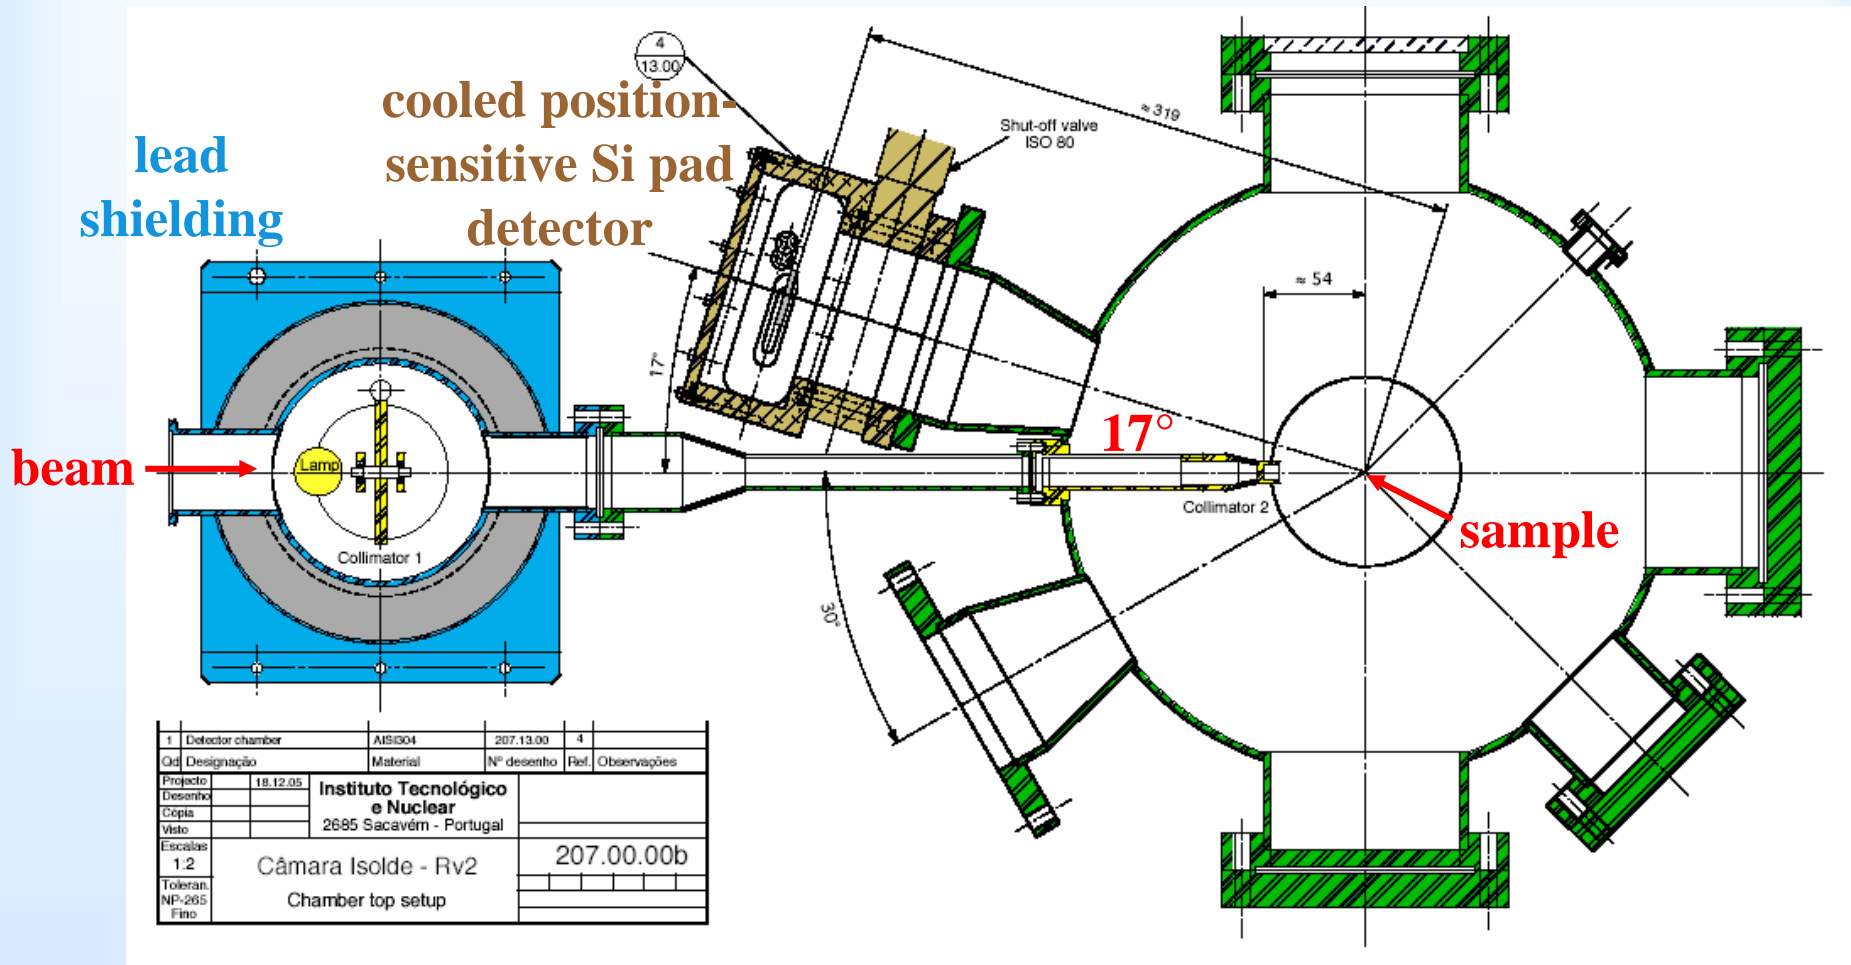 4
13.00
cooled position-
sensitive Si pad
detector
lead
shielding
≈ 319
Shut-off valve
ISO 80
≈ 54
17°
17°
beam
Lamp
Collimator 1
Collimator 2
sample
30°
1 Detector chamber AISI304 207.13.00 4
Qd Designação Material Nº desenho Ref. Observações
Projecto 18.12.05
Desenho
Cópia
Visto
Instituto Tecnológico
e Nuclear
2685 Sacavém - Portugal
Escalas
1:2
Toleran.
NP-265
Fino
Câmara Isolde - Rv2
Chamber top setup
207.00.00b